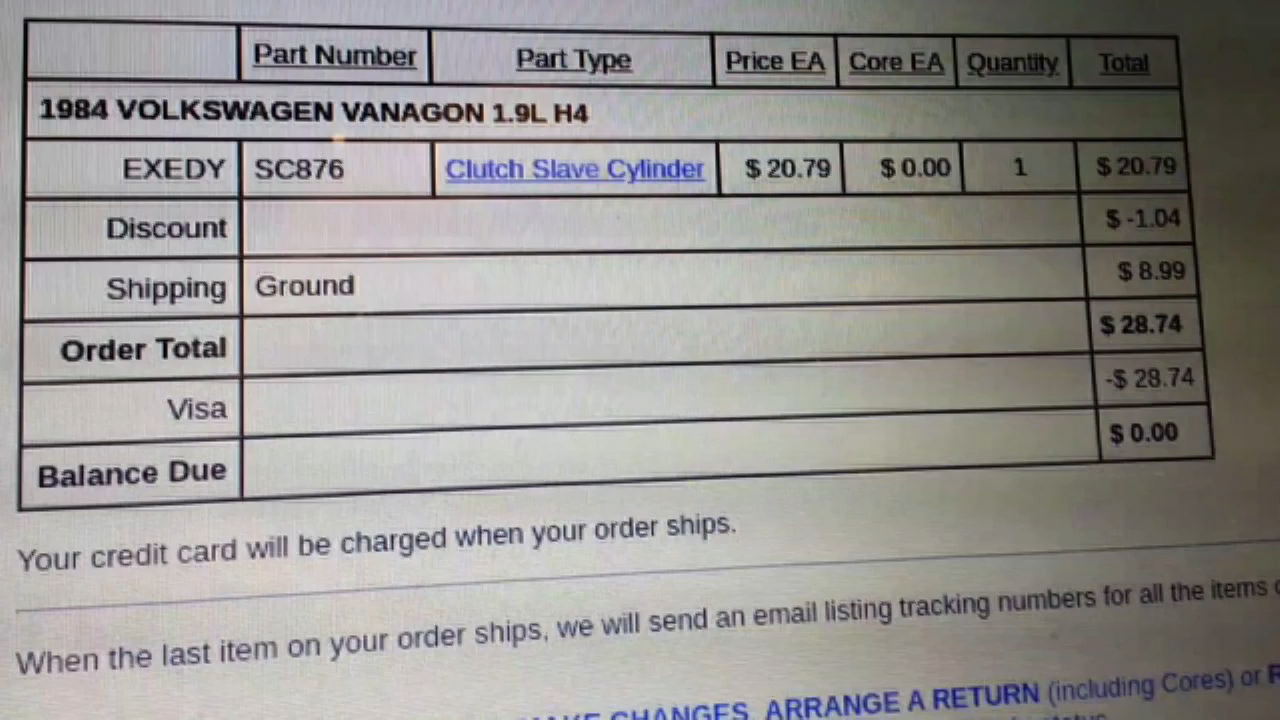 Part Number Part Type Price EA Core EA Quantity Total
1984 VOLKSWAGEN VANAGON 1.9L H4
EXEDY SC876 Clutch Slave Cylinder $ 20.79 $ 0.00 1 $ 20.79
Discount $ -1.04
Shipping Ground $ 8.99
Order Total $ 28.74
Visa -$ 28.74
Balance Due $ 0.00
Your credit card will be charged when your order ships.
When the last item on your order ships, we will send an email listing tracking numbers for all the items
CHANGES, ARRANGE A RETURN (including Cores) or